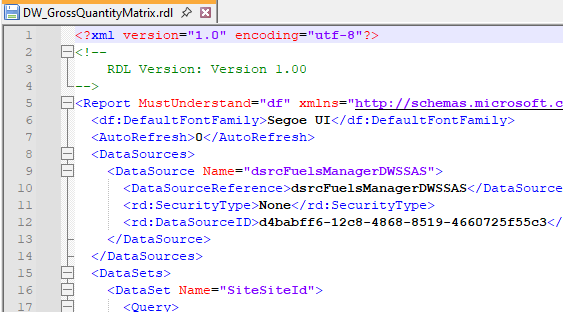 DW_GrossQuantityMatrix.rdl
1 <?xml version="1.0" encoding="utf-8"?>
2 <!--
3 RDL Version: Version 1.00
4 -->
5 <Report MustUnderstand="df" xmlns="http://schemas.microsoft.c
6 <df:DefaultFontFamily>Segoe UI</df:DefaultFontFamily>
7 <AutoRefresh>0</AutoRefresh>
8 <DataSources>
9 <DataSource Name="dsrcFuelsManagerDWSSAS">
10 <DataSourceReference>dsrcFuelsManagerDWSSAS</DataSource
11 <rd:SecurityType>None</rd:SecurityType>
12 <rd:DataSourceID>d4babff6-12c8-4868-8519-4660725f55c3</
13 </DataSource>
14 </DataSources>
15 <DataSets>
16 <DataSet Name="SiteSiteId">
17 <Query>